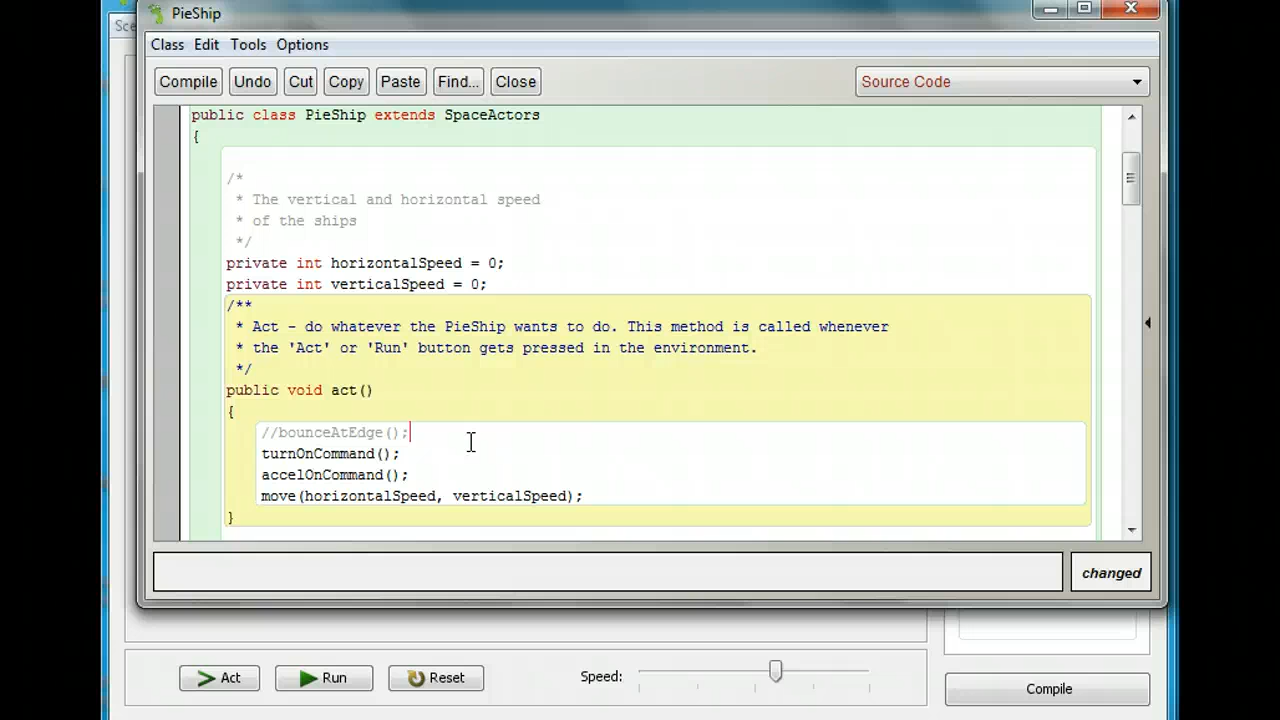 PieShip
Sce
Class Edit Tools Options
Compile Undo Cut Copy Paste Find... Close Source Code
public class PieShip extends SpaceActors
{
/*
* The vertical and horizontal speed
* of the ships
*/
private int horizontalSpeed = 0;
private int verticalSpeed = 0;
/**
* Act - do whatever the PieShip wants to do. This method is called whenever
* the 'Act' or 'Run' button gets pressed in the environment.
*/
public void act()
{
//bounceAtEdge();
turnOnCommand();
accelOnCommand();
move(horizontalSpeed, verticalSpeed);
}
changed
Act Run Reset Speed: Compile